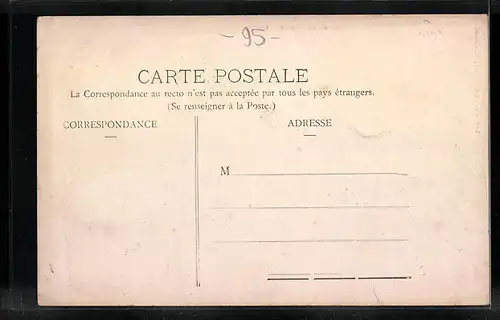 95
CARTE POSTALE
La Correspondance au recto n'est pas acceptée par tous les pays étrangers.
(Se renseigner à la Poste.)
CORRESPONDANCE
ADRESSE
M